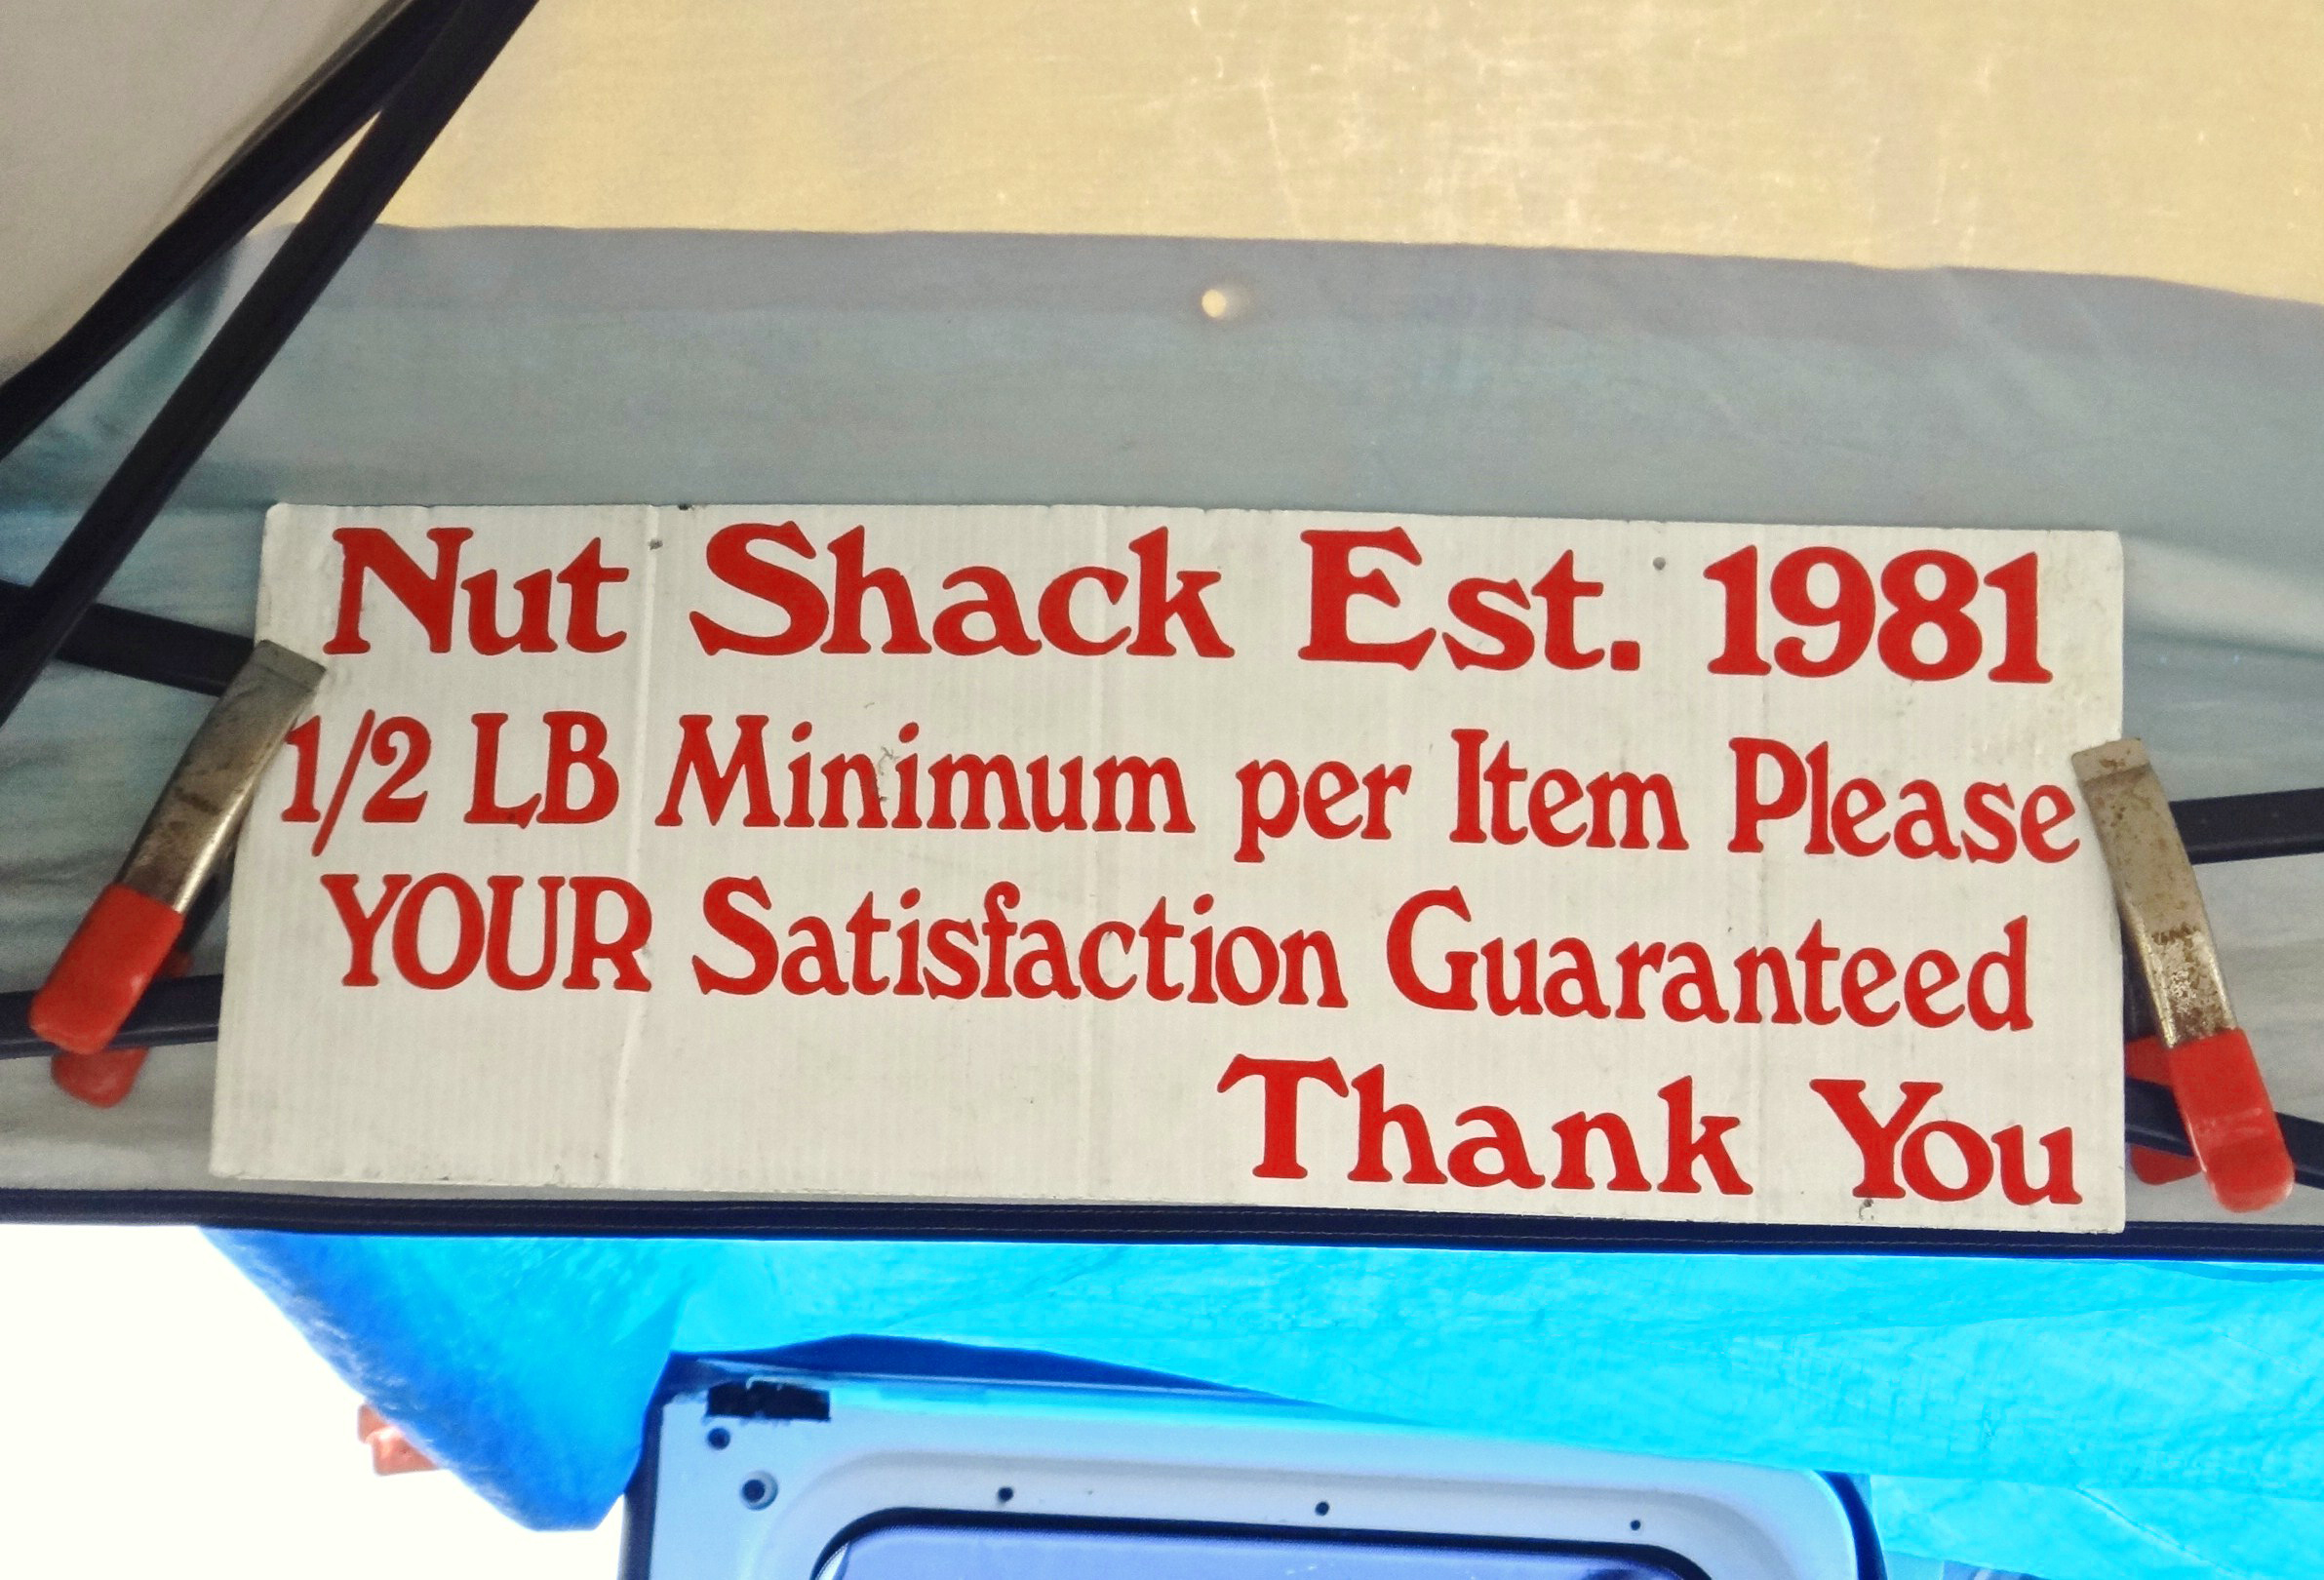 Nut Shack Est. 1981
1/2 LB Minimum per Item Please
YOUR Satisfaction Guaranteed
Thank You